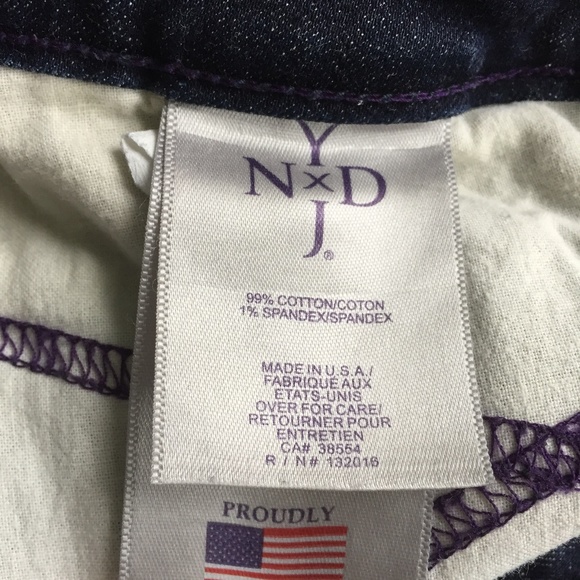 Y
N×D
J®
99% COTTON/COTON
1% SPANDEX/SPANDEX
MADE IN U.S.A./
FABRIQUÉ AUX
ETATS-UNIS
OVER FOR CARE/
RETOURNER POUR
ENTRETIEN
CA# 38554
R / N# 132016
PROUDLY